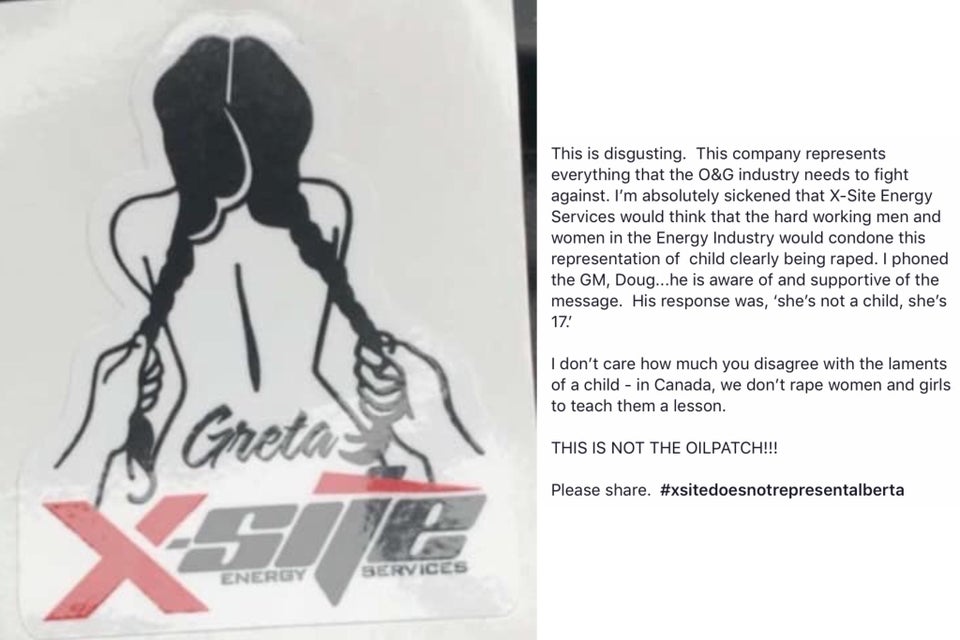 Greta
X-site
ENERGY SERVICES
This is disgusting.  This company represents
everything that the O&G industry needs to fight
against. I’m absolutely sickened that X-Site Energy
Services would think that the hard working men and
women in the Energy Industry would condone this
representation of  child clearly being raped. I phoned
the GM, Doug...he is aware of and supportive of the
message.  His response was, ‘she’s not a child, she’s
17.’
I don’t care how much you disagree with the laments
of a child - in Canada, we don’t rape women and girls
to teach them a lesson.
THIS IS NOT THE OILPATCH!!!
Please share.  #xsitedoesnotrepresentalberta